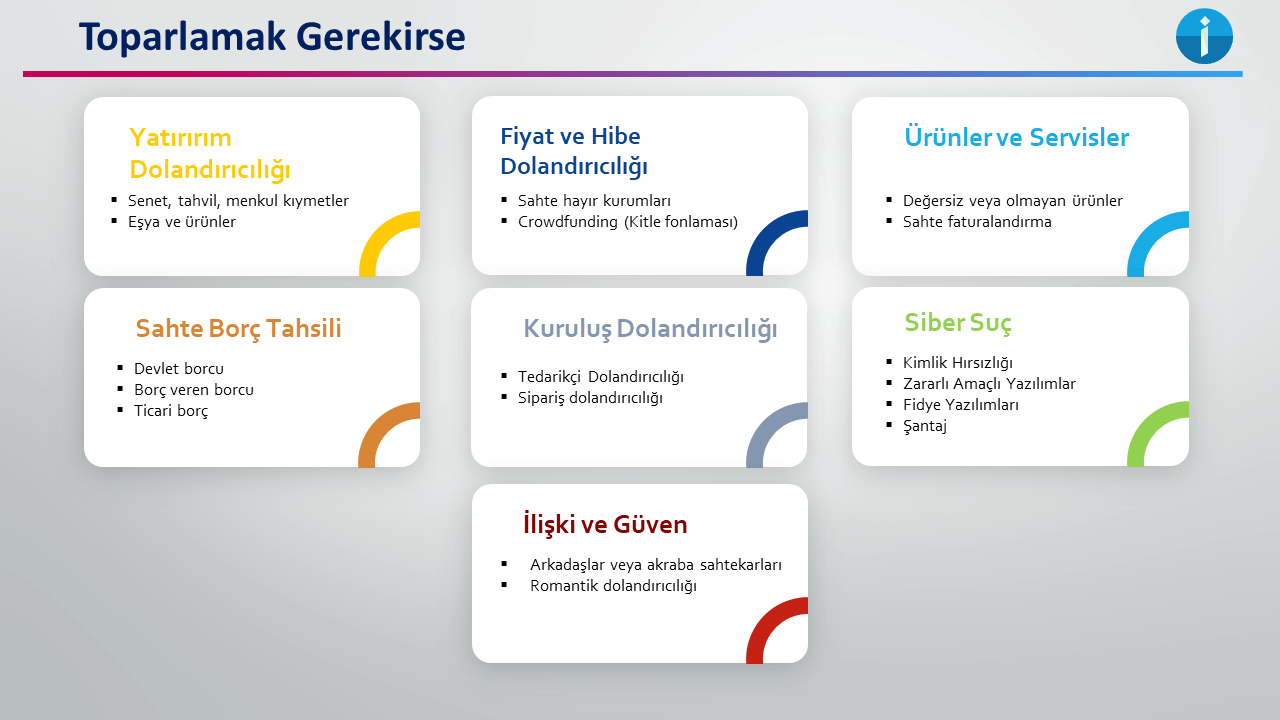 Toparlamak Gerekirse
Yatırırım
Dolandırıcılığı
▪ Senet, tahvil, menkul kıymetler
▪ Eşya ve ürünler
Fiyat ve Hibe
Dolandırıcılığı
▪ Sahte hayır kurumları
▪ Crowdfunding (Kitle fonlaması)
Ürünler ve Servisler
▪ Değersiz veya olmayan ürünler
▪ Sahte faturalandırma
Sahte Borç Tahsili
▪ Devlet borcu
▪ Borç veren borcu
▪ Ticari borç
Kuruluş Dolandırıcılığı
▪ Tedarikçi Dolandırıcılığı
▪ Sipariş dolandırıcılığı
Siber Suç
▪ Kimlik Hırsızlığı
▪ Zararlı Amaçlı Yazılımlar
▪ Fidye Yazılımları
▪ Şantaj
İlişki ve Güven
▪ Arkadaşlar veya akraba sahtekarları
▪ Romantik dolandırıcılığı